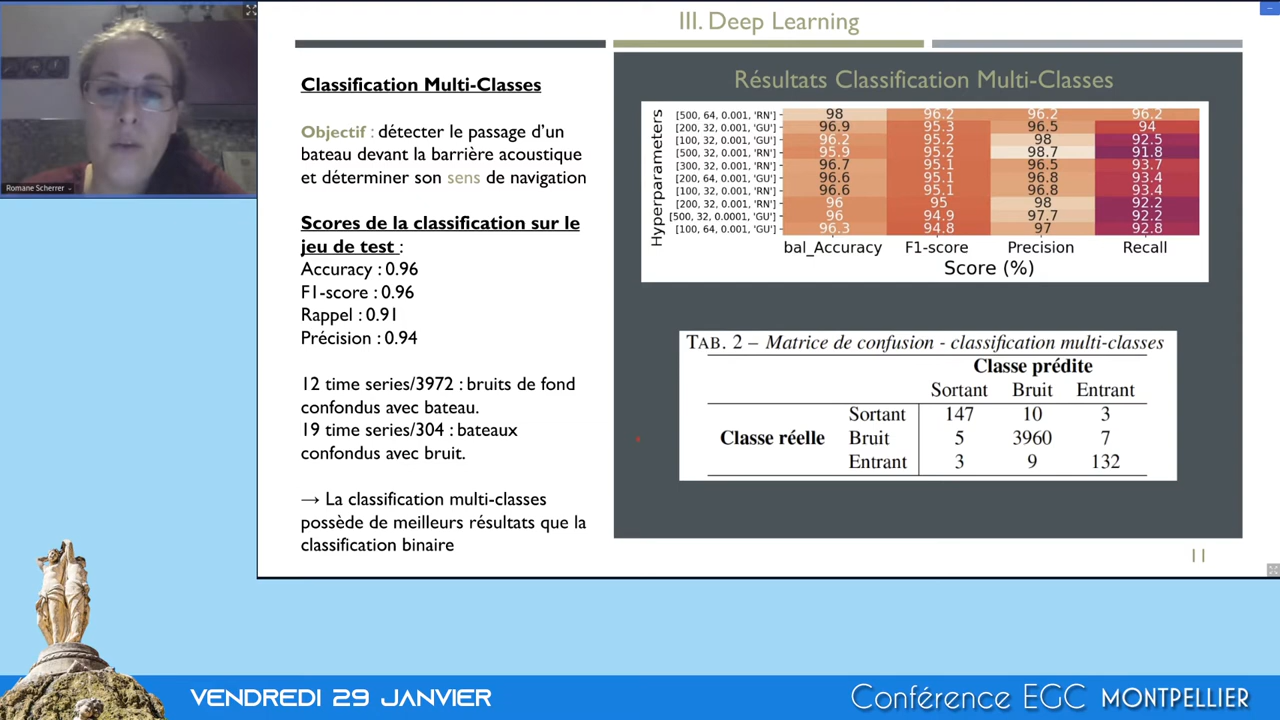 III. Deep Learning
Romane Scherrer
Classification Multi-Classes
Objectif : détecter le passage d'un
bateau devant la barrière acoustique
et déterminer son sens de navigation
Scores de la classification sur le
jeu de test :
Accuracy : 0.96
F1-score : 0.96
Rappel : 0.91
Précision : 0.94
12 time series/3972 : bruits de fond
confondus avec bateau.
19 time series/304 : bateaux
confondus avec bruit.
→ La classification multi-classes
possède de meilleurs résultats que la
classification binaire
Résultats Classification Multi-Classes
Hyperparameters
[500, 64, 0.001, 'RN'] 98 96.2 96.2 96.2
[200, 32, 0.001, 'GU'] 96.9 95.3 96.5 94
[100, 32, 0.001, 'RN'] 96.2 95.2 98 92.5
[500, 32, 0.001, 'RN'] 95.9 95.2 98.7 91.8
[300, 32, 0.001, 'RN'] 96.7 95.1 96.5 93.7
[200, 64, 0.001, 'GU'] 96.6 95.1 96.8 93.4
[100, 32, 0.001, 'GU'] 96.6 95.1 96.8 93.4
[200, 32, 0.001, 'RN'] 96 95 98 92.2
[500, 32, 0.0001, 'GU'] 96 94.9 97.7 92.2
[100, 64, 0.001, 'GU'] 96.3 94.8 97 92.8
bal_Accuracy F1-score Precision Recall
Score (%)
TAB. 2 – Matrice de confusion - classification multi-classes
Classe prédite
Sortant Bruit Entrant
Sortant 147 10 3
Classe réelle Bruit 5 3960 7
Entrant 3 9 132
11
VENDREDI 29 JANVIER
Conférence EGC MONTPELLIER